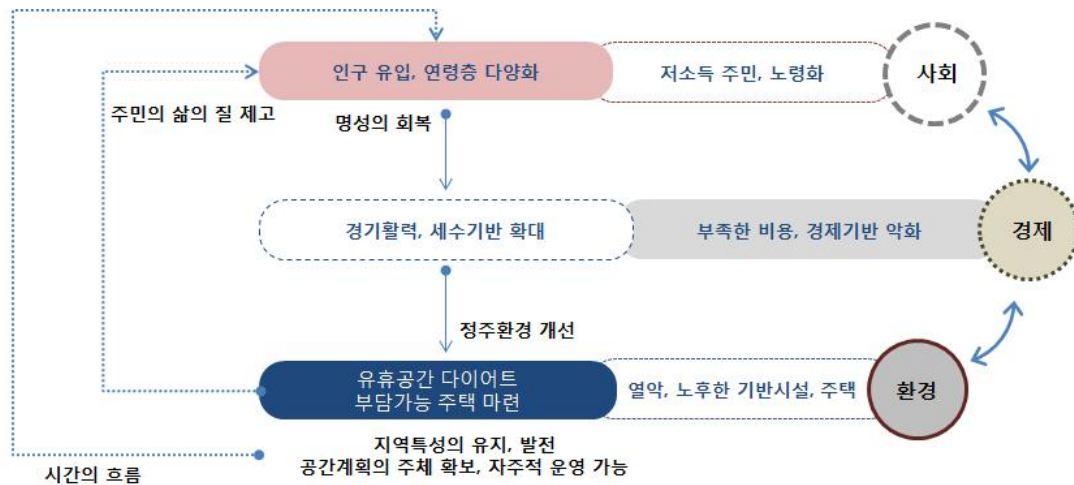 인구 유입, 연령층 다양화
저소득 주민, 노령화
사회
주민의 삶의 질 제고
명성의 회복
경기활력, 세수기반 확대
부족한 비용, 경제기반 악화
경제
정주환경 개선
유휴공간 다이어트
부담가능 주택 마련
열악, 노후한 기반시설, 주택
환경
지역특성의 유지, 발전
공간계획의 주체 확보, 자주적 운영 가능
시간의 흐름